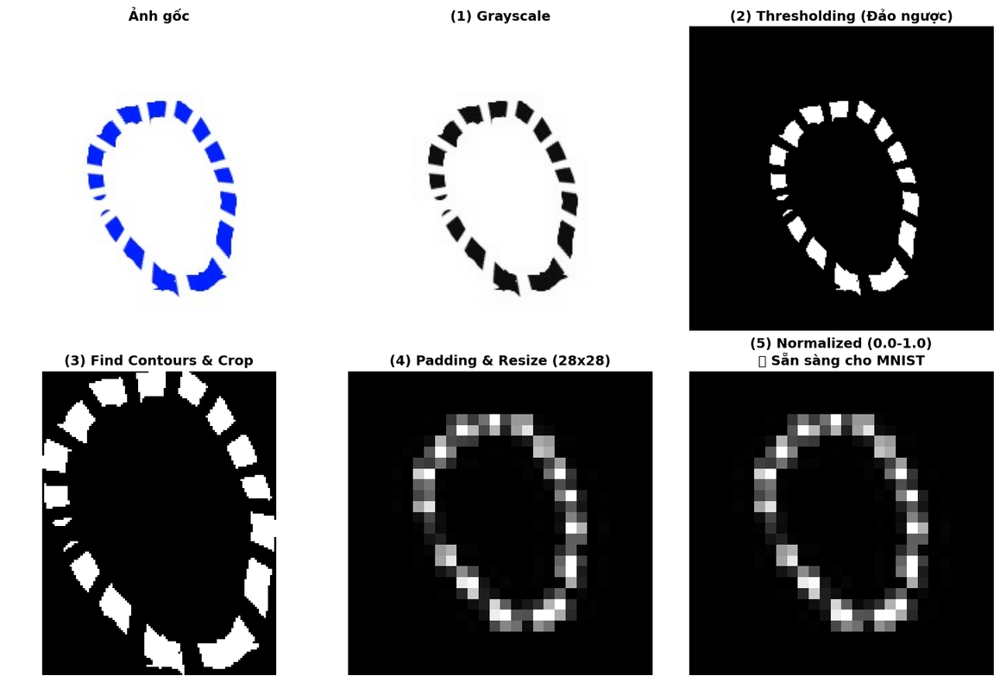 Ảnh gốc
(1) Grayscale
(2) Thresholding (Đảo ngược)
(3) Find Contours & Crop
(4) Padding & Resize (28x28)
(5) Normalized (0.0-1.0)
▯ Sẵn sàng cho MNIST